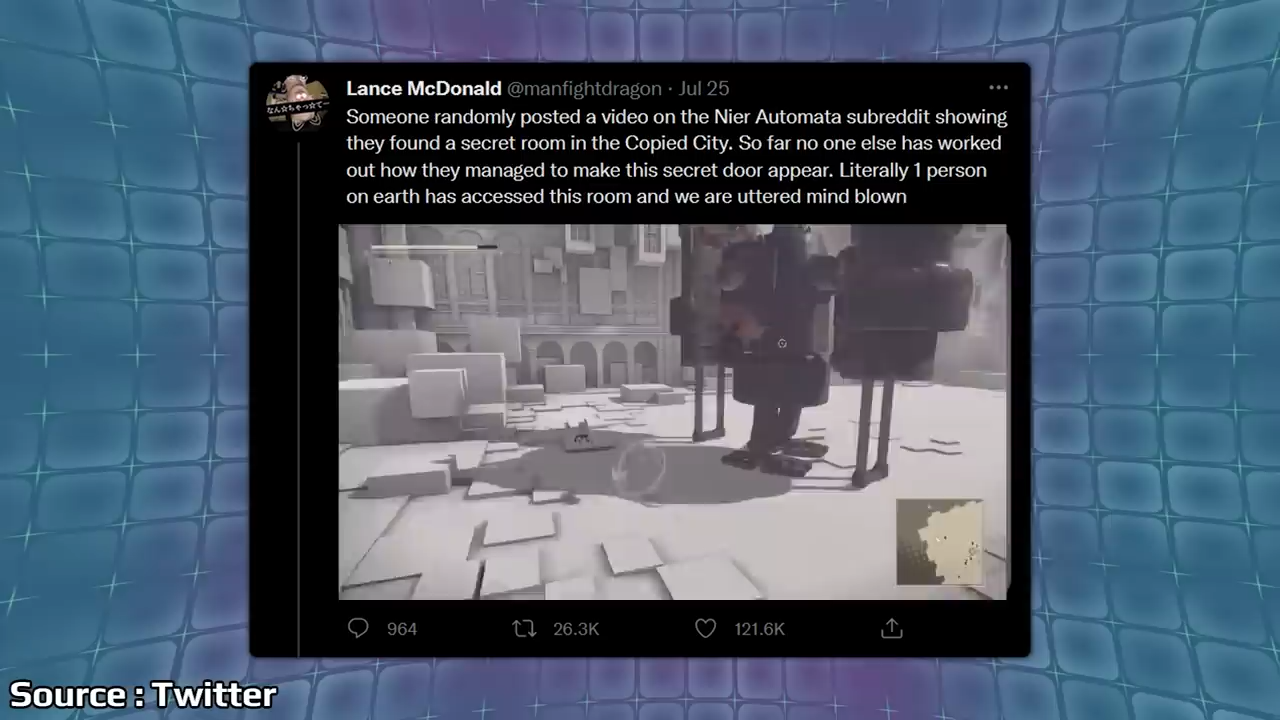 Lance McDonald @manfightdragon · Jul 25
Someone randomly posted a video on the Nier Automata subreddit showing
they found a secret room in the Copied City. So far no one else has worked
out how they managed to make this secret door appear. Literally 1 person
on earth has accessed this room and we are uttered mind blown
964 26.3K 121.6K
Source : Twitter